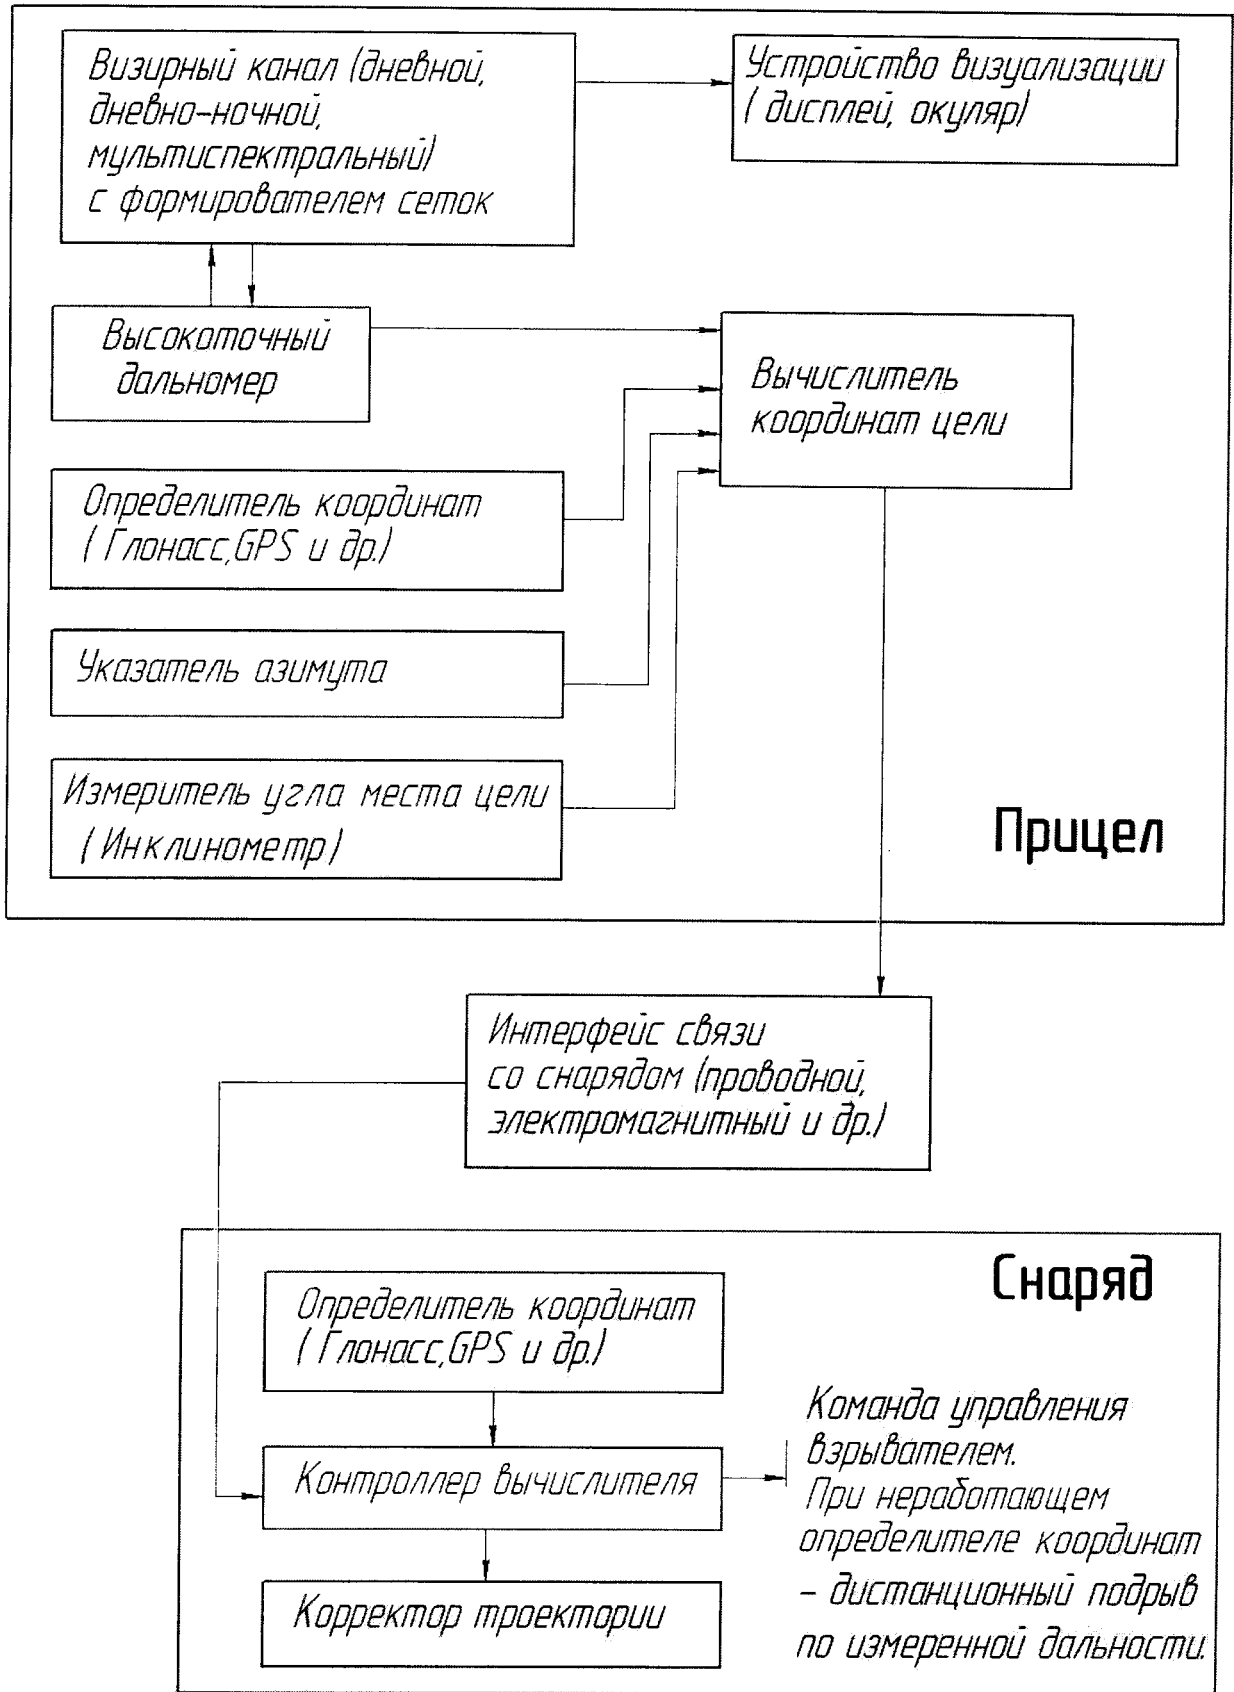 Визирный канал (дневной,
дневно-ночной,
мультиспектральный)
с формирователем сеток
Устройство визуализации
( дисплей, окуляр)
Высокоточный
дальномер
Вычислитель
координат цели
Определитель координат
( Глонасс,GPS и др.)
Указатель азимута
Измеритель угла места цели
( Инклинометр)
Прицел
Интерфейс связи
со снарядом (проводной,
электромагнитный и др.)
Снаряд
Определитель координат
( Глонасс,GPS и др.)
Контроллер вычислителя
Корректор троектории
Команда управления
взрывателем.
При неработающем
определителе координат
- дистанционный подрыв
по измеренной дальности.